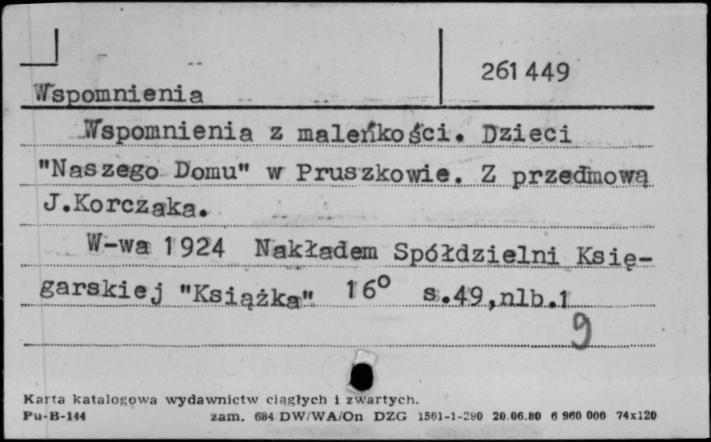 261 449
Wspomnienia
Wspomnienia z maleńkości. Dzieci
"Naszego Domu" w Pruszkowie. Z przedmową
J.Korczaka.
W-wa 1924 Nakładem Spółdzielni Księ-
garskiej "Książka" 16° s.49,nlb.1
9
Karta katalogowa wydawnictw ciągłych i zwartych.
Pu-B-144 zam. 684 DW/WA/On DZG 1561-1-280 20.06.80 6 960 000 74x120